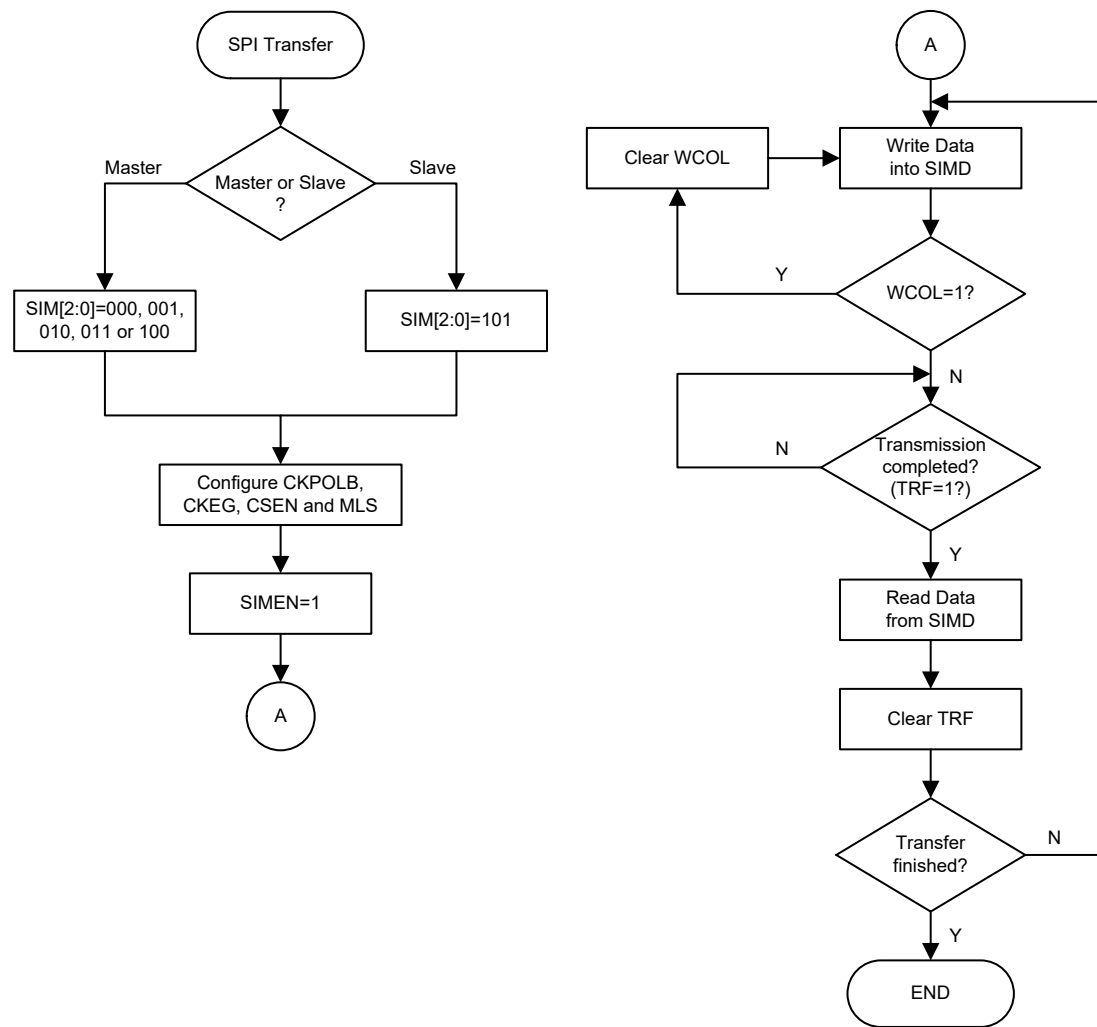 SPI Transfer
Master or Slave
?
Master
Slave
SIM[2:0]=000, 001,
010, 011 or 100
SIM[2:0]=101
Configure CKPOLB,
CKEG, CSEN and MLS
SIMEN=1
A
A
Write Data
into SIMD
Clear WCOL
WCOL=1?
Y
N
Transmission
completed?
(TRF=1?)
N
Y
Read Data
from SIMD
Clear TRF
Transfer
finished?
N
Y
END